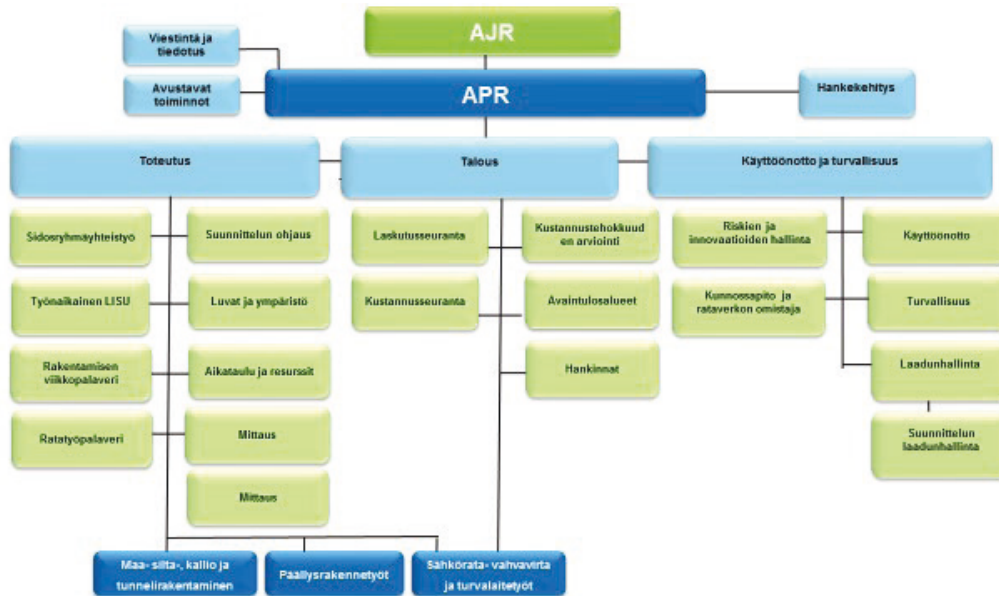 AJR
Viestintä ja
tiedotus
APR
Avustavat
toiminnot
Hankekehitys
Toteutus
Talous
Käyttöönotto ja turvallisuus
Sidosryhmäyhteistyö
Suunnittelun ohjaus
Laskutusseuranta
Kustannustehokkuud
en arviointi
Riskien ja
innovaatioiden hallinta
Käyttöönotto
Työnaikainen LISU
Luvat ja ympäristö
Kustannusseuranta
Avaintulosalueet
Kunnossapito ja
rataverkon omistaja
Turvallisuus
Rakentamisen
viikkopalaveri
Aikataulu ja resurssit
Hankinnat
Laadunhallinta
Ratatyöpalaveri
Mittaus
Suunnittelun
laadunhallinta
Mittaus
Maa- silta-, kallio ja
tunnelirakentaminen
Päällysrakennetyöt
Sähkörata- vahvavirta
ja turvalaitetyöt